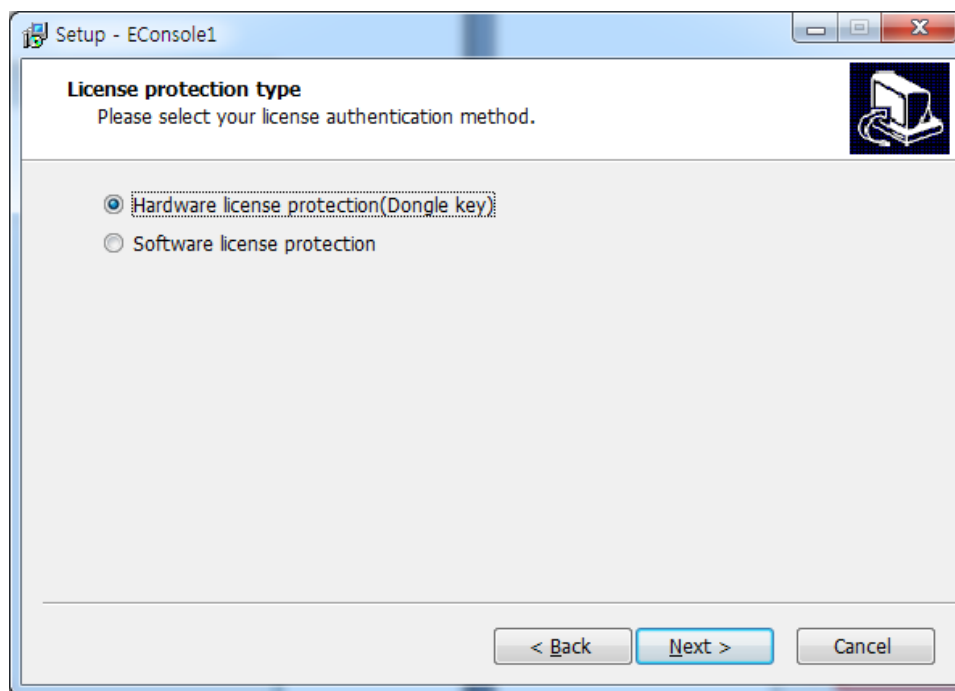 Setup - EConsole1
License protection type
Please select your license authentication method.
Hardware license protection(Dongle key)
Software license protection
< Back
Next >
Cancel